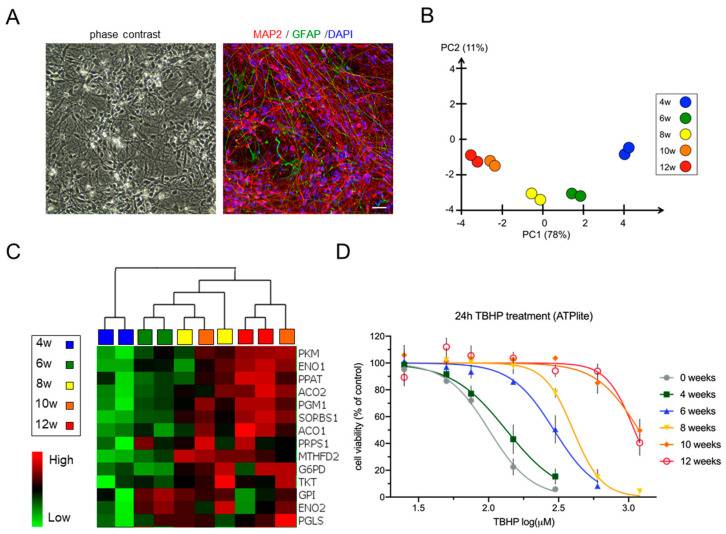 A
phase contrast
MAP2 / GFAP /DAPI
B
PC2 (11%)
4
2
0
-2
-4
-4
-2
0
2
4
PC1 (78%)
4w
6w
8w
10w
12w
C
4w
6w
8w
10w
12w
High
Low
PKM
ENO1
PPAT
ACO2
PGM1
SORBS1
ACO1
PRPS1
MTHFD2
G6PD
TKT
GPI
ENO2
PGLS
D
24h TBHP treatment (ATPlite)
cell viability (% of control)
120
100
80
60
40
20
0
1.5
2.0
2.5
3.0
TBHP log(µM)
0 weeks
4 weeks
6 weeks
8 weeks
10 weeks
12 weeks